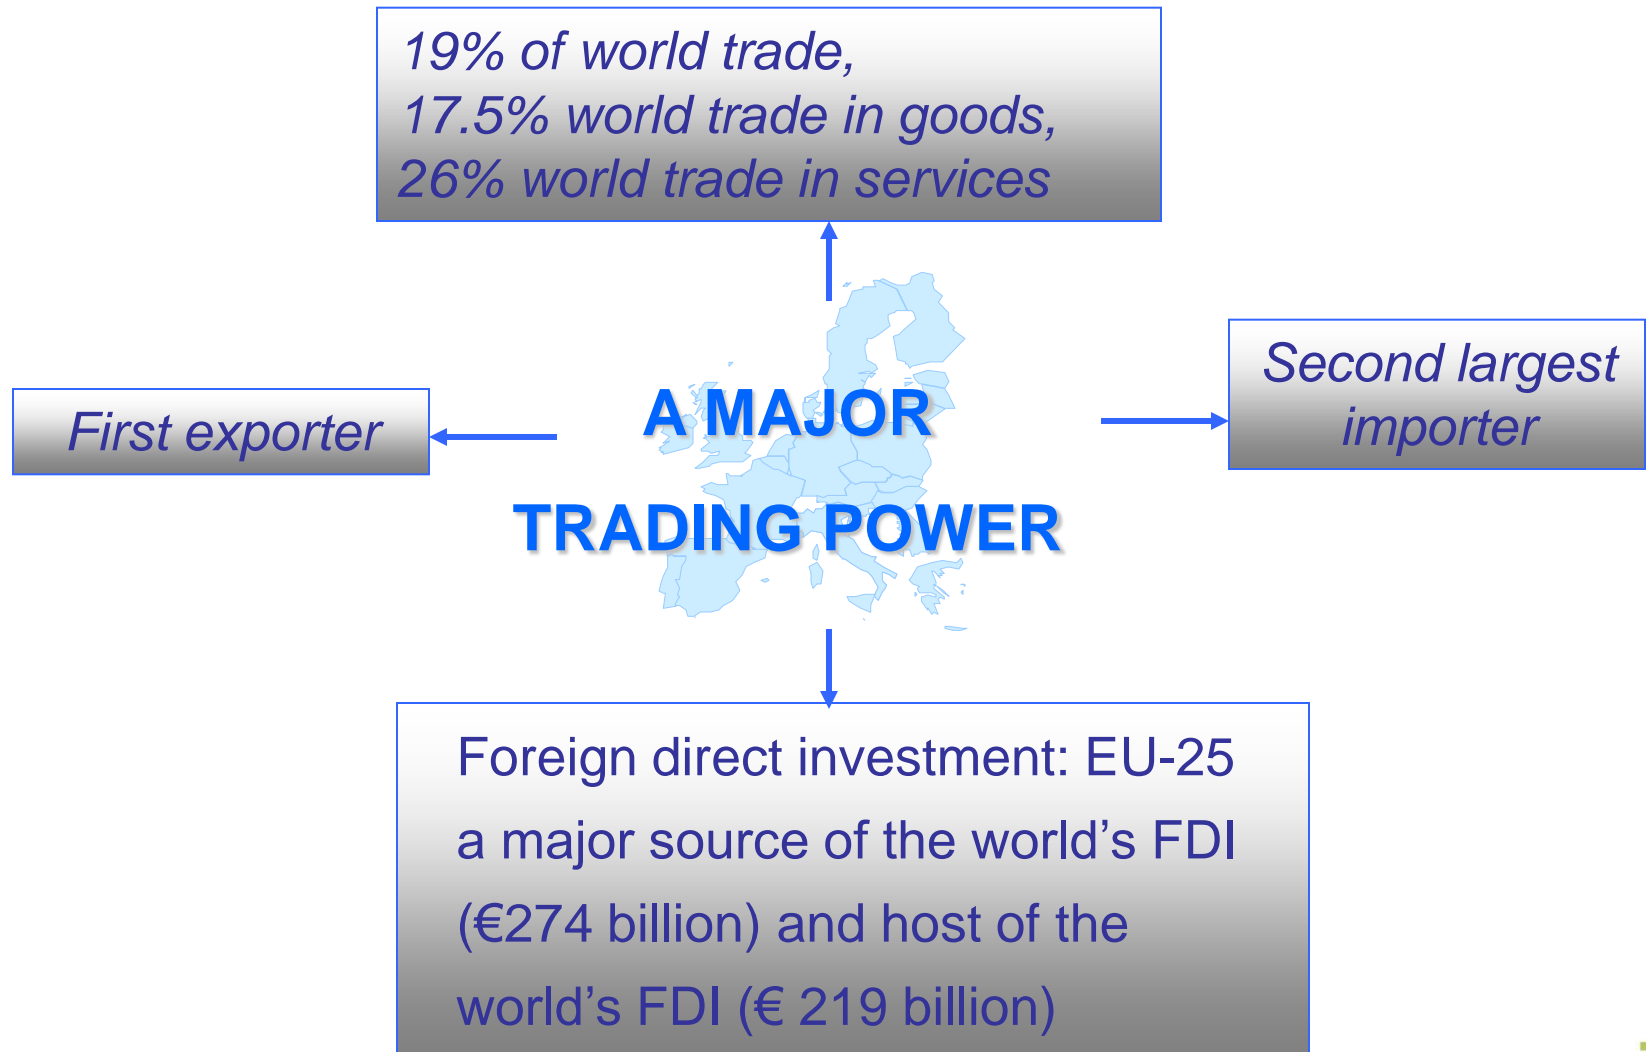 19% of world trade,
17.5% world trade in goods,
26% world trade in services
First exporter
A MAJOR
TRADING POWER
Second largest
importer
Foreign direct investment: EU-25
a major source of the world’s FDI
(€274 billion) and host of the
world’s FDI (€ 219 billion)